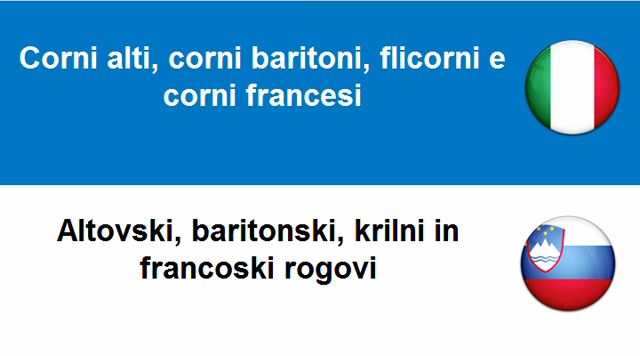 Corni alti, corni baritoni, flicorni e
corni francesi
Altovski, baritonski, krilni in
francoski rogovi